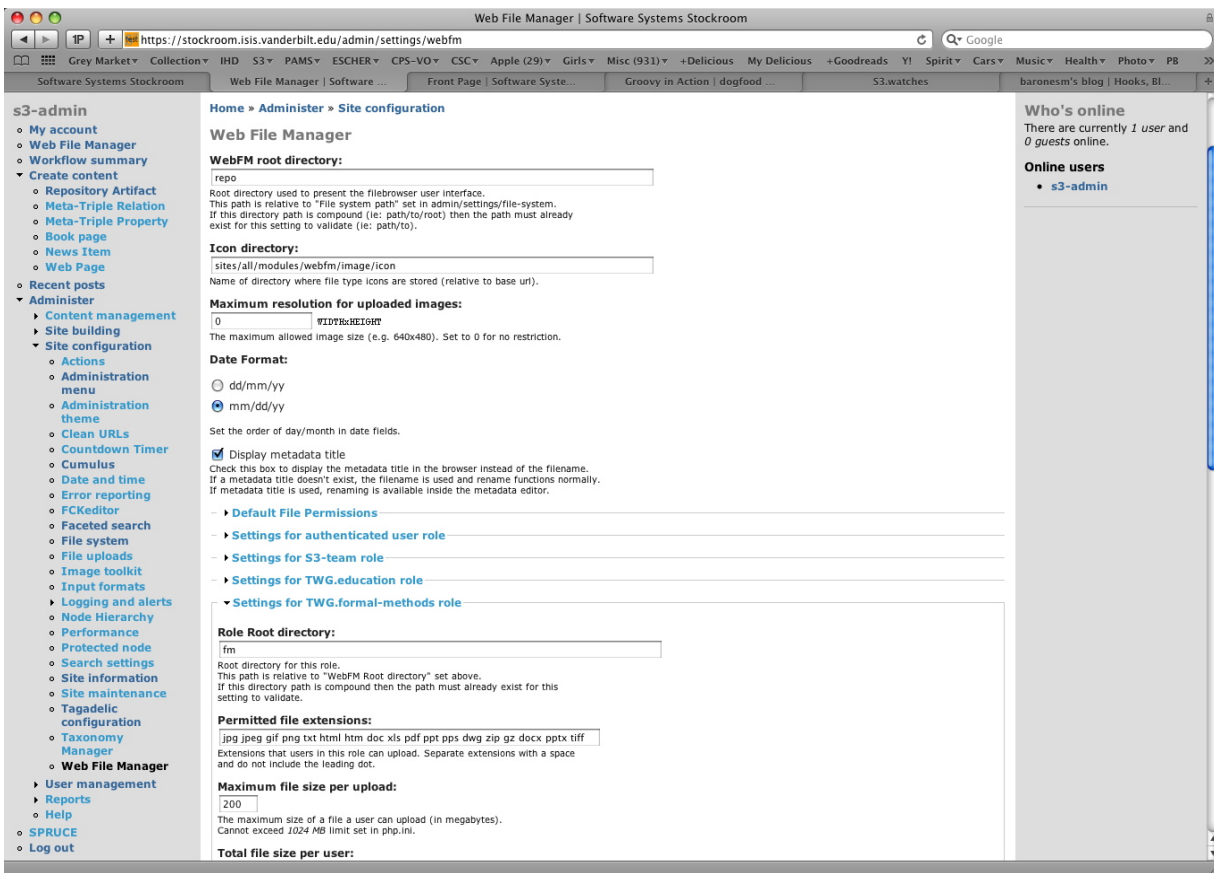 Web File Manager | Software Systems Stockroom
1P
+
test https://stockroom.isis.vanderbilt.edu/admin/settings/webfm
Google
Grey Market Collection IHD S3 PAMS ESCHER CPS-VO CSC Apple (29) Girls Misc (931) +Delicious My Delicious +Goodreads Y! Spirit Cars Music Health Photo PB
Software Systems Stockroom
Web File Manager | Software ...
Front Page | Software Syste...
Groovy in Action | dogfood ...
S3.watches
baronesm's blog | Hooks, Bl...
s3-admin
My account
Web File Manager
Workflow summary
Create content
Repository Artifact
Meta-Triple Relation
Meta-Triple Property
Book page
News Item
Web Page
Recent posts
Administer
Content management
Site building
Site configuration
Actions
Administration
menu
Administration
theme
Clean URLs
Countdown Timer
Cumulus
Date and time
Error reporting
FCKeditor
Faceted search
File system
File uploads
Image toolkit
Input formats
Logging and alerts
Node Hierarchy
Performance
Protected node
Search settings
Site information
Site maintenance
Tagadelic
configuration
Taxonomy
Manager
Web File Manager
User management
Reports
Help
SPRUCE
Log out
Home » Administer » Site configuration
Web File Manager
WebFM root directory:
repo
Root directory used to present the filebrowser user interface.
This path is relative to "File system path" set in admin/settings/file-system.
If this directory path is compound (ie: path/to/root) then the path must already
exist for this setting to validate (ie: path/to).
Icon directory:
sites/all/modules/webfm/image/icon
Name of directory where file type icons are stored (relative to base url).
Maximum resolution for uploaded images:
0 WIDTHxHEIGHT
The maximum allowed image size (e.g. 640x480). Set to 0 for no restriction.
Date Format:
dd/mm/yy
mm/dd/yy
Set the order of day/month in date fields.
Display metadata title
Check this box to display the metadata title in the browser instead of the filename.
If a metadata title doesn't exist, the filename is used and rename functions normally.
If metadata title is used, renaming is available inside the metadata editor.
Default File Permissions
Settings for authenticated user role
Settings for S3-team role
Settings for TWG.education role
Settings for TWG.formal-methods role
Role Root directory:
fm
Root directory for this role.
This path is relative to "WebFM Root directory" set above.
If this directory path is compound then the path must already exist for this
setting to validate.
Permitted file extensions:
jpg jpeg gif png txt html htm doc xls pdf ppt pps dwg zip gz docx pptx tiff
Extensions that users in this role can upload. Separate extensions with a space
and do not include the leading dot.
Maximum file size per upload:
200
The maximum size of a file a user can upload (in megabytes).
Cannot exceed 1024 MB limit set in php.ini.
Total file size per user:
Who's online
There are currently 1 user and
0 guests online.
Online users
s3-admin